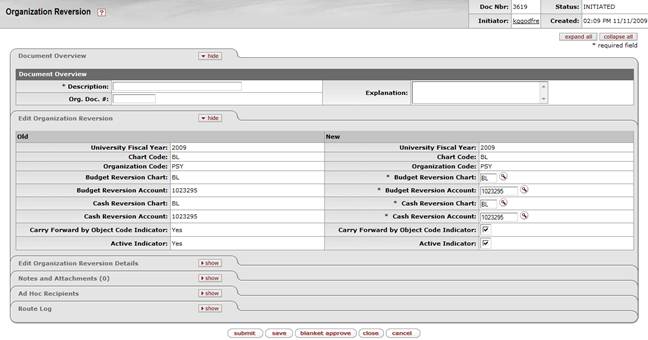 Organization Reversion ?
Doc Nbr: 3619 Status: INITIATED
Initiator: kgodfre Created: 02:09 PM 11/11/2009
expand all collapse all
* required field
Document Overview hide
Document Overview
* Description: Explanation:
Org. Doc. #:
Edit Organization Reversion hide
Old New
University Fiscal Year: 2009 University Fiscal Year: 2009
Chart Code: BL Chart Code: BL
Organization Code: PSY Organization Code: PSY
Budget Reversion Chart: BL * Budget Reversion Chart: BL
Budget Reversion Account: 1023295 * Budget Reversion Account: 1023295
Cash Reversion Chart: BL * Cash Reversion Chart: BL
Cash Reversion Account: 1023295 * Cash Reversion Account: 1023295
Carry Forward by Object Code Indicator: Yes Carry Forward by Object Code Indicator:
Active Indicator: Yes Active Indicator:
Edit Organization Reversion Details show
Notes and Attachments (0) show
Ad Hoc Recipients show
Route Log show
submit save blanket approve close cancel